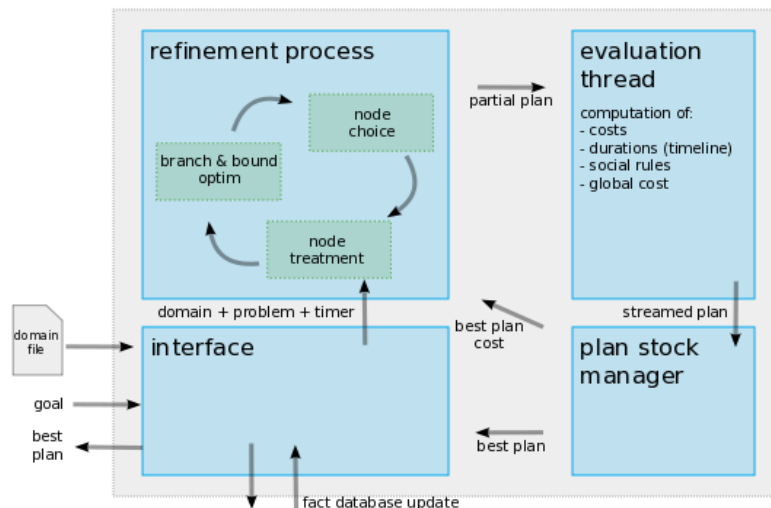 refinement process
node
choice
branch & bound
optim
node
treatment
partial plan
evaluation
thread
computation of:
- costs
- durations (timeline)
- social rules
- global cost
domain + problem + timer
streamed plan
domain
file
interface
best plan
cost
plan stock
manager
goal
best
plan
best plan
fact database update